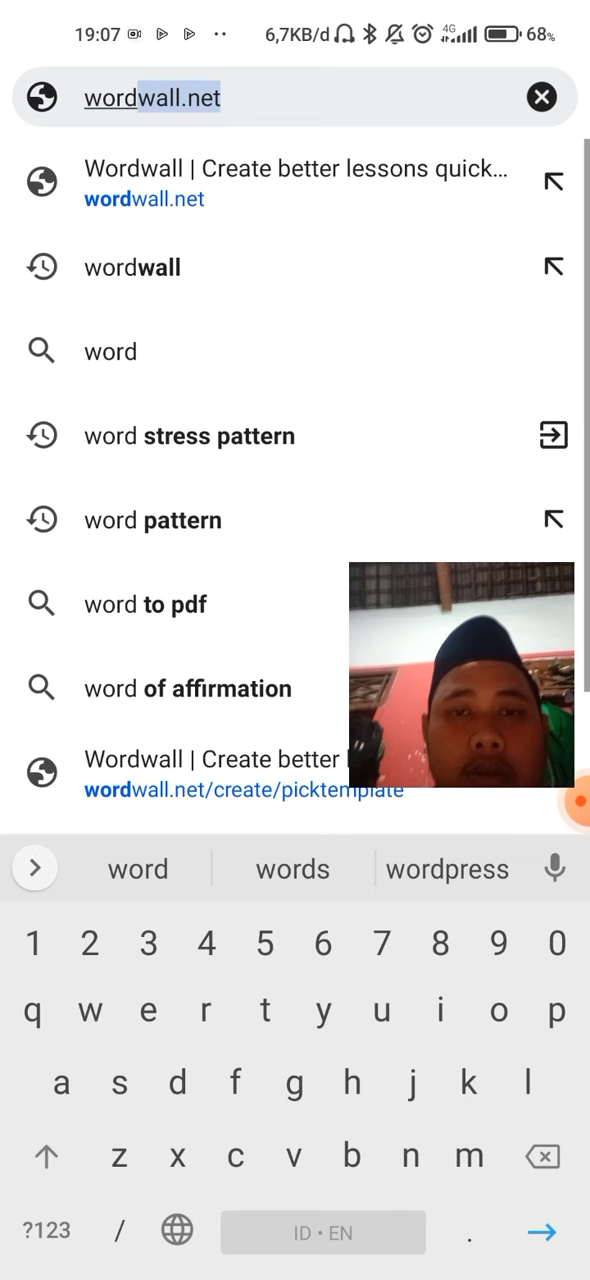 19:07 6,7KB/d 4G 68%
wordwall.net
Wordwall | Create better lessons quick...
wordwall.net
wordwall
word
word stress pattern
word pattern
word to pdf
word of affirmation
Wordwall | Create better
wordwall.net/create/picktemplate
word words wordpress
1 2 3 4 5 6 7 8 9 0
q w e r t y u i o p
a s d f g h j k l
z x c v b n m
?123 / ID • EN .